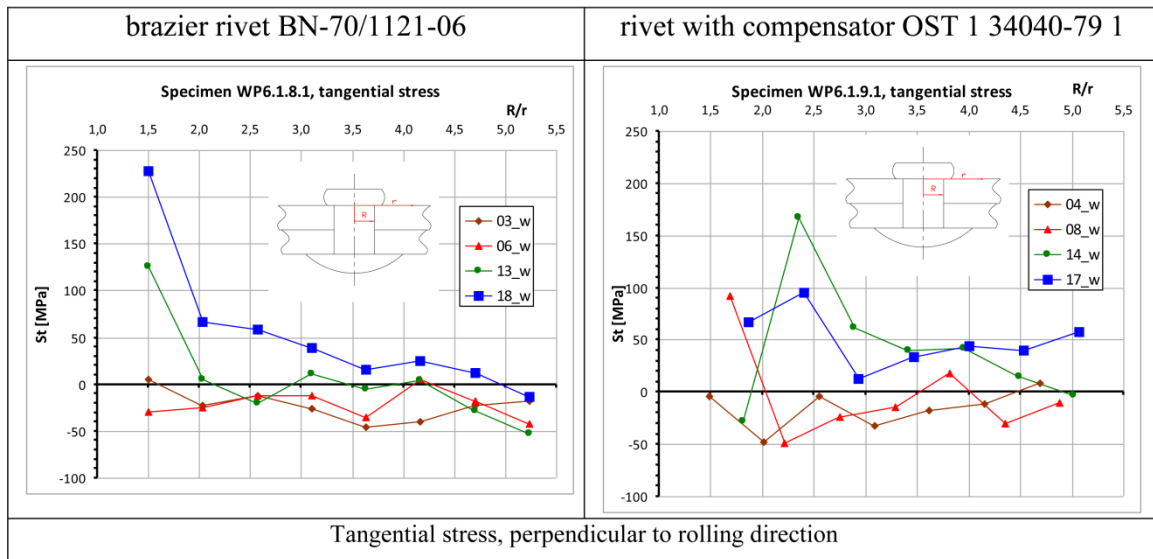 brazier rivet BN-70/1121-06
rivet with compensator OST 1 34040-79 1
Specimen WP6.1.8.1, tangential stress
R/r
1,0 1,5 2,0 2,5 3,0 3,5 4,0 4,5 5,0 5,5
250
200
150
100
50
0
-50
-100
St [MPa]
R
r
03_w
06_w
13_w
18_w
Specimen WP6.1.9.1, tangential stress
R/r
1,0 1,5 2,0 2,5 3,0 3,5 4,0 4,5 5,0 5,5
250
200
150
100
50
0
-50
-100
St [MPa]
R
r
04_w
08_w
14_w
17_w
Tangential stress, perpendicular to rolling direction